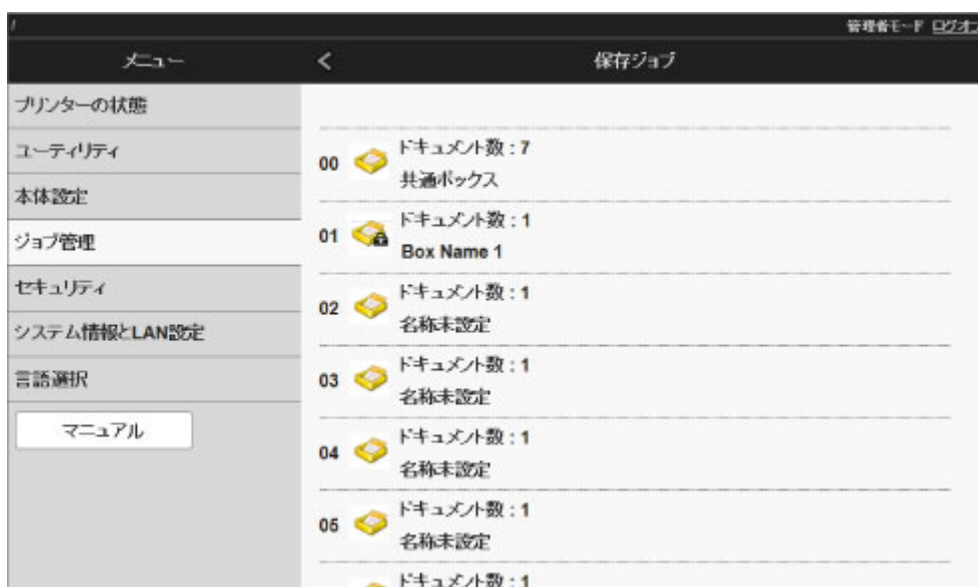 管理者モード ログオフ
メニュー
保存ジョブ
プリンターの状態
ユーティリティ
本体設定
ジョブ管理
セキュリティ
システム情報とLAN設定
言語選択
マニュアル
00
ドキュメント数 : 7
共通ボックス
01
ドキュメント数 : 1
Box Name 1
02
ドキュメント数 : 1
名称未設定
03
ドキュメント数 : 1
名称未設定
04
ドキュメント数 : 1
名称未設定
05
ドキュメント数 : 1
名称未設定
ドキュメント数 : 1